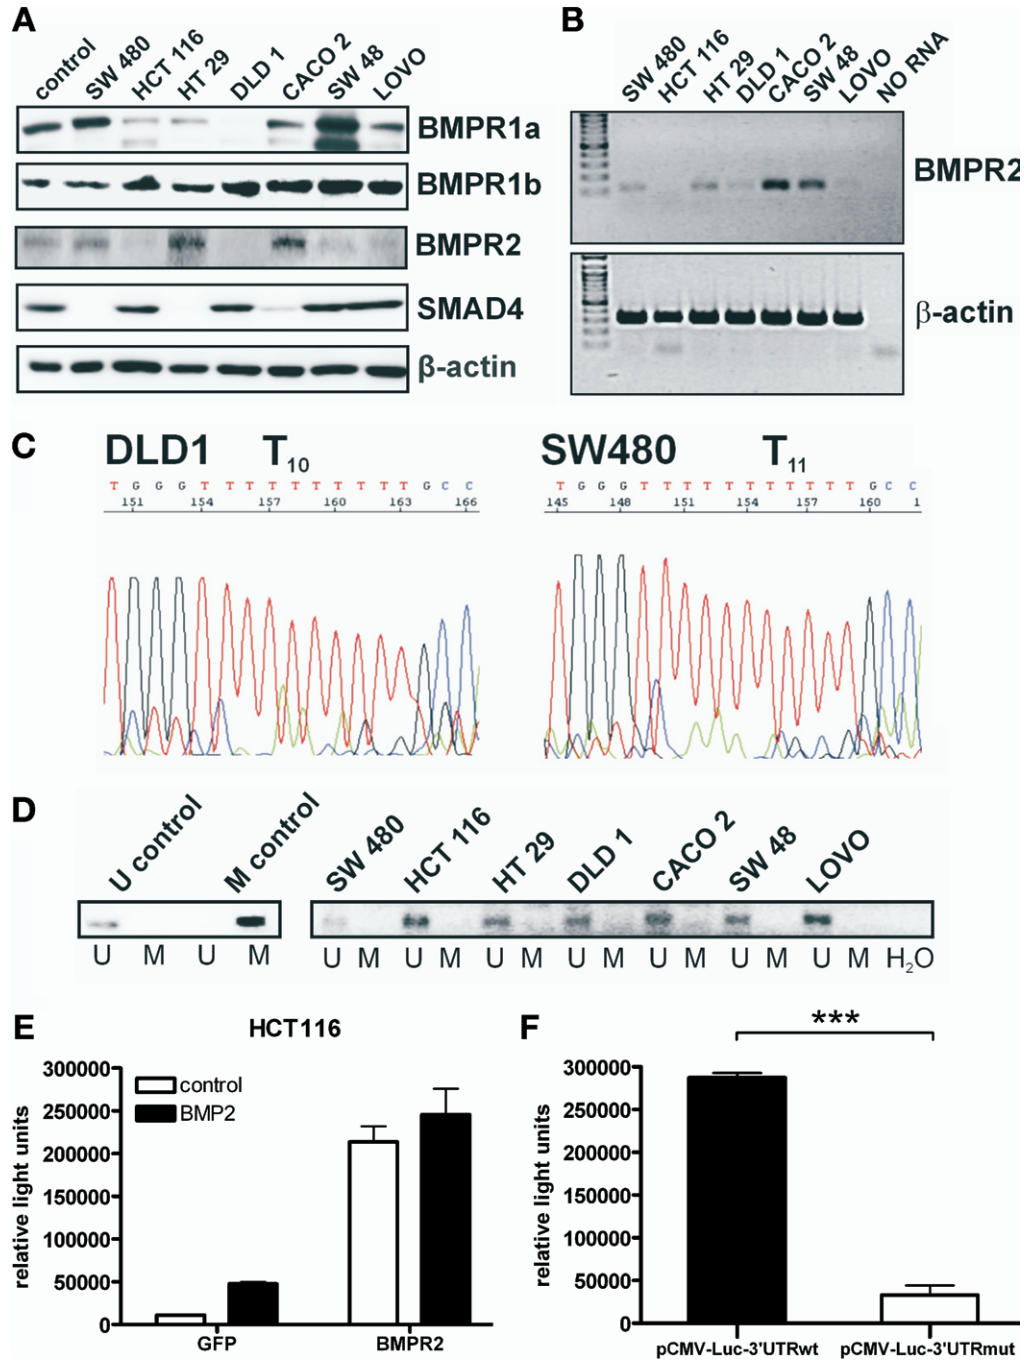 A
control SW 480 HCT 116 HT 29 DLD 1 CACO 2 SW 48 LOVO
BMPR1a
BMPR1b
BMPR2
SMAD4
β-actin
B
SW 480 HCT 116 HT 29 DLD 1 CACO 2 SW 48 LOVO NO RNA
BMPR2
β-actin
C
DLD1 T10
T G G G T T T T T T T T T T G C C
151 154 157 160 163 166
SW480 T11
T G G G T T T T T T T T T T T G C C
145 148 151 154 157 160 1
D
U control M control SW 480 HCT 116 HT 29 DLD 1 CACO 2 SW 48 LOVO
U M U M U M U M U M U M U M U M U M H2O
E
HCT116
control
BMP2
relative light units
300000
250000
200000
150000
100000
50000
0
GFP BMPR2
F
***
relative light units
300000
250000
200000
150000
100000
50000
0
pCMV-Luc-3'UTRwt pCMV-Luc-3'UTRmut